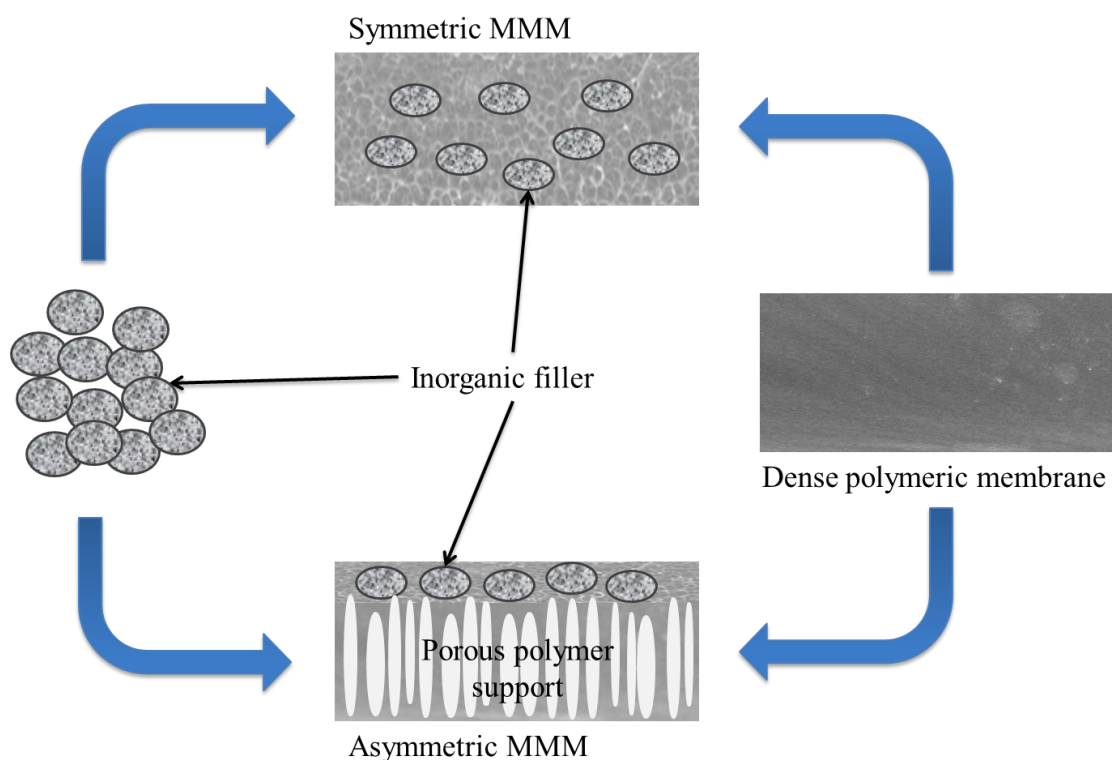 Symmetric MMM
Inorganic filler
Dense polymeric membrane
Porous polymer
support
Asymmetric MMM